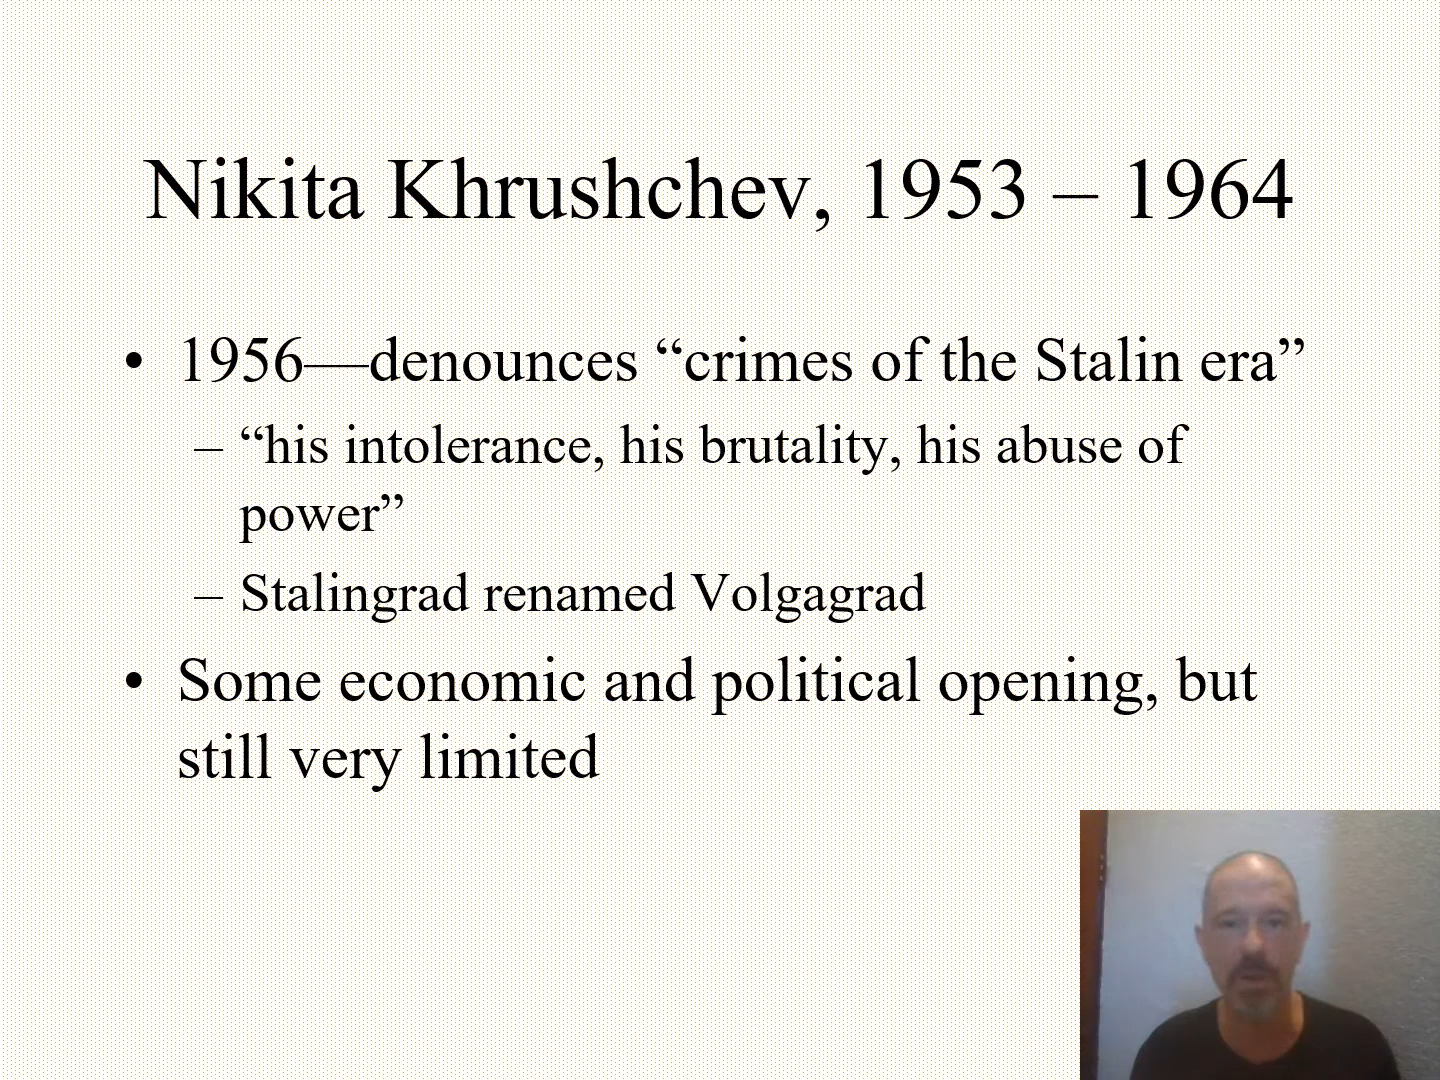 Nikita Khrushchev, 1953 – 1964
• 1956—denounces “crimes of the Stalin era”
– “his intolerance, his brutality, his abuse of
power”
– Stalingrad renamed Volgagrad
• Some economic and political opening, but
still very limited